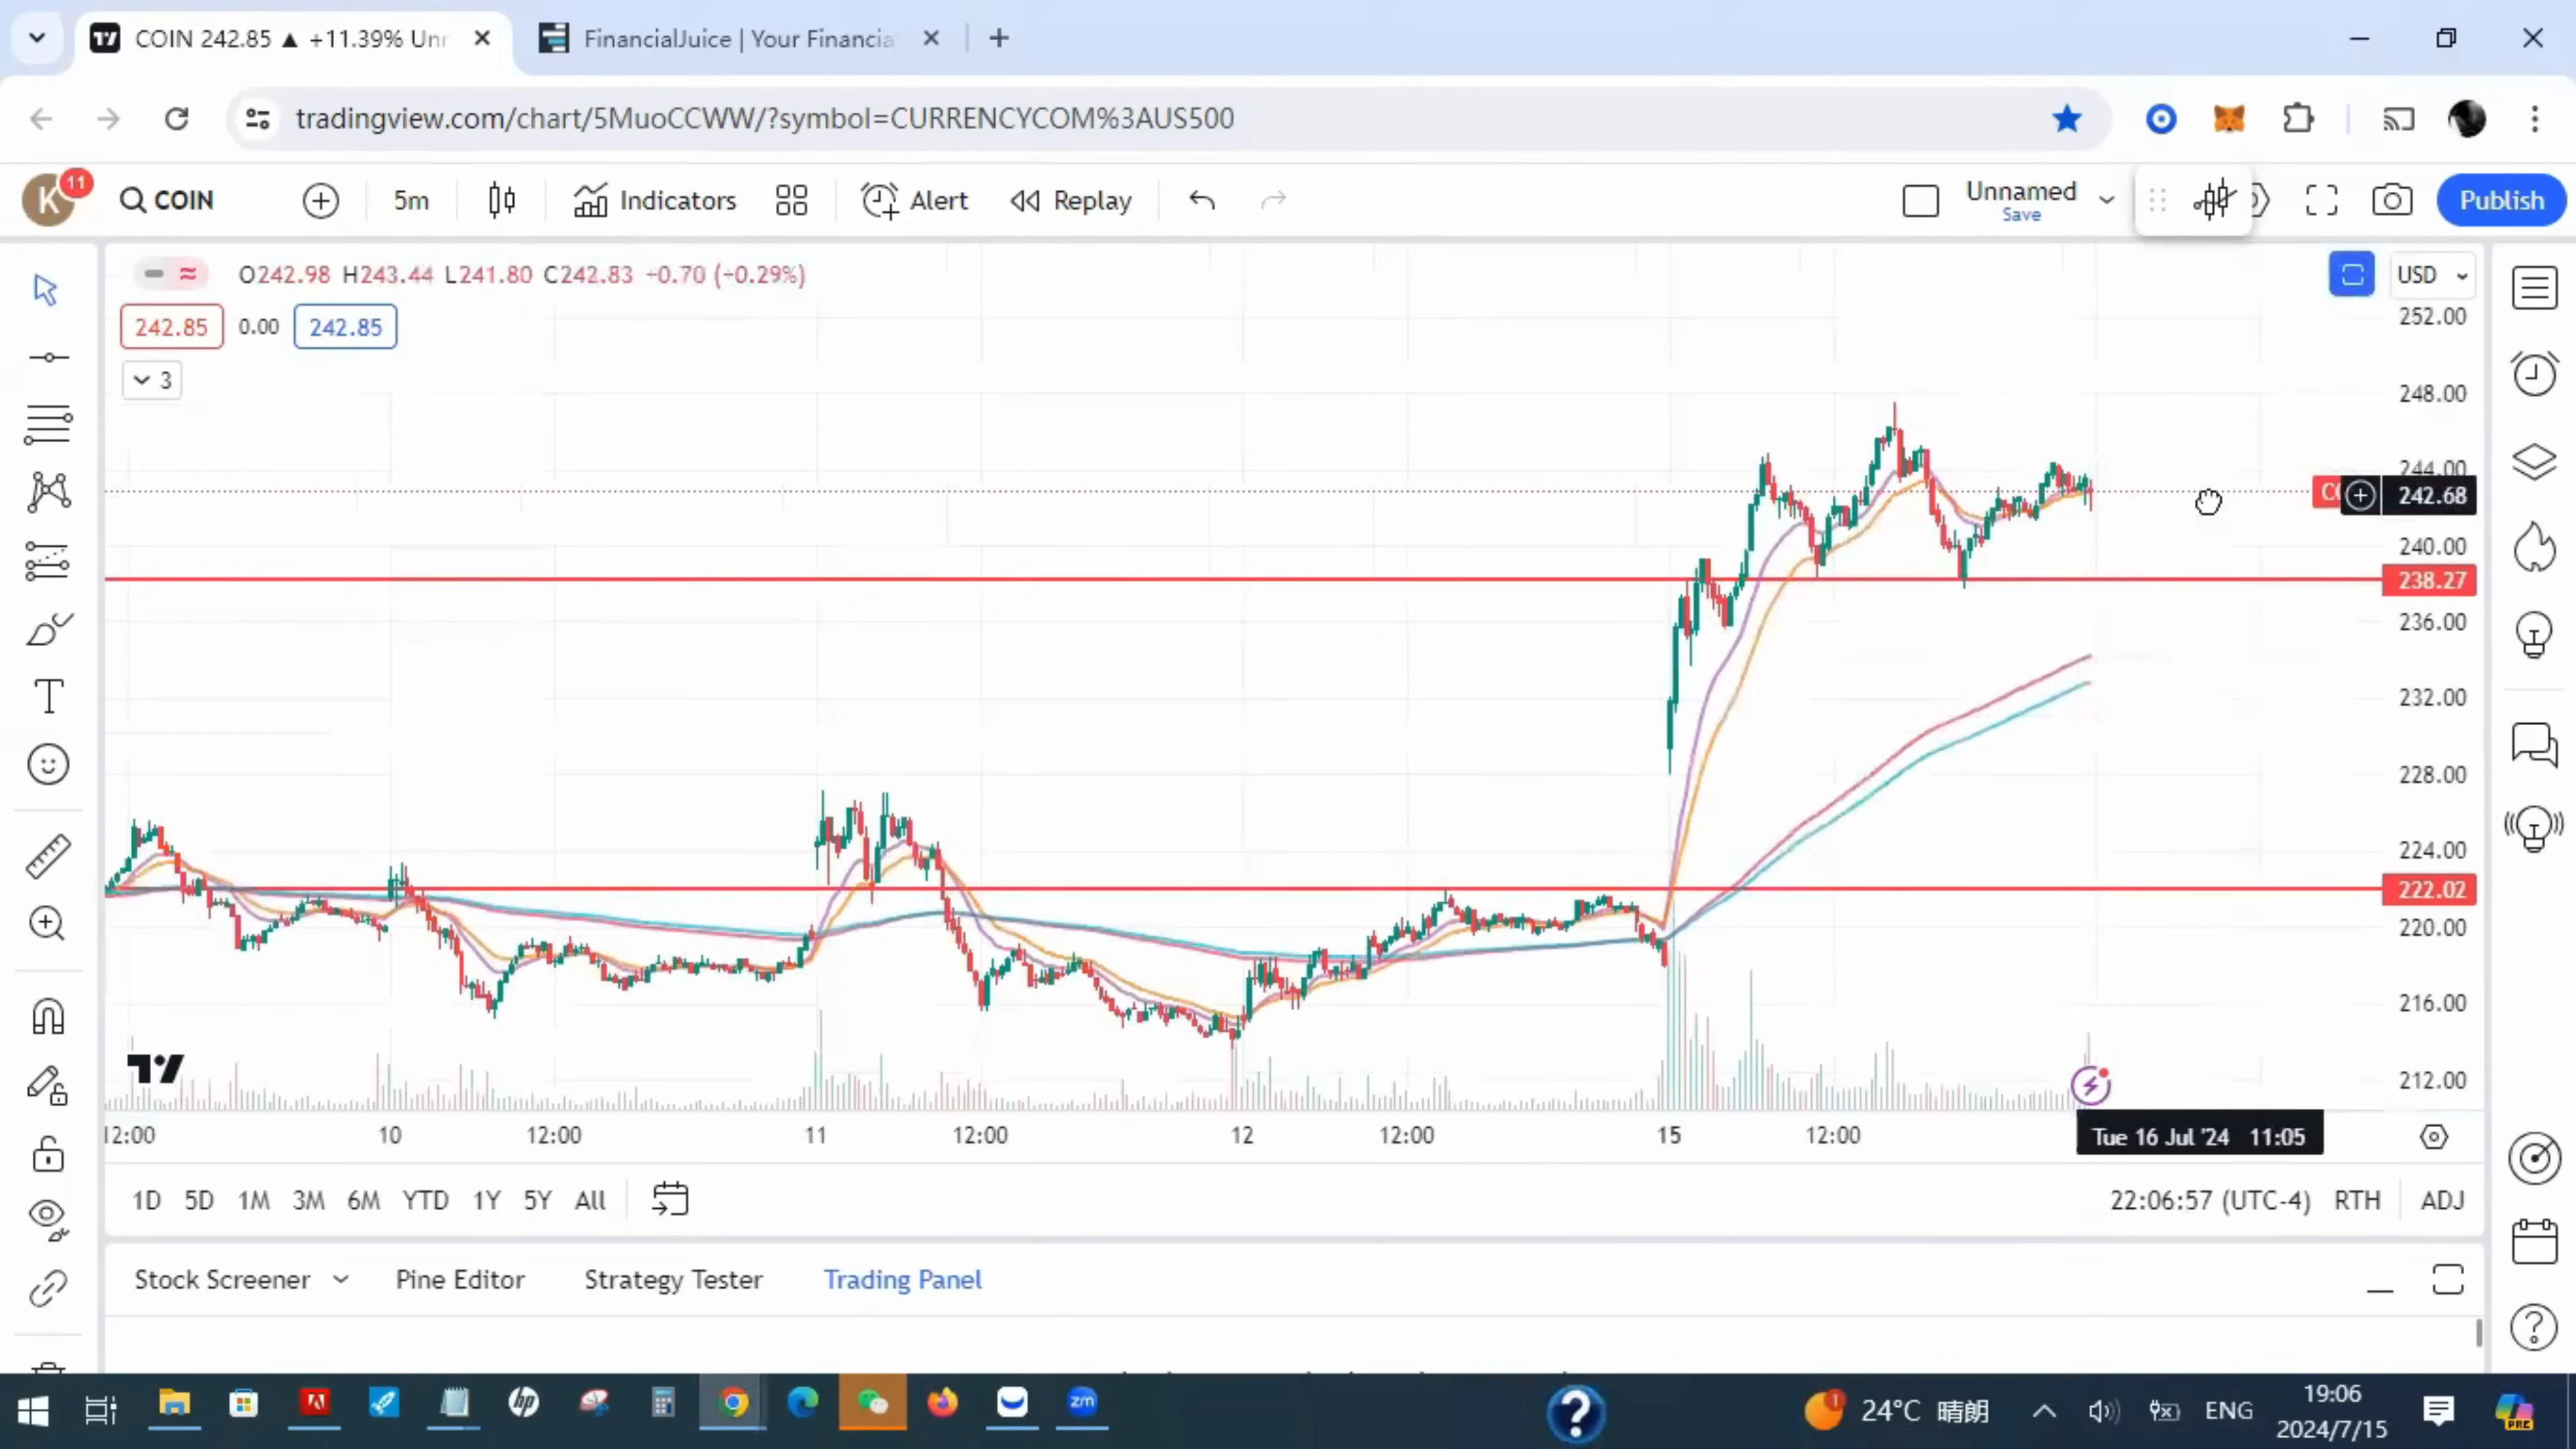 COIN 242.85 ▲ +11.39% Unn
FinancialJuice | Your Financia
tradingview.com/chart/5MuoCCWW/?symbol=CURRENCYCOM%3AUS500
K
11
COIN
5m
Indicators
Alert
Replay
Unnamed
Save
Publish
O242.98 H243.44 L241.80 C242.83 −0.70 (−0.29%)
USD
242.85 0.00 242.85
3
252.00
248.00
244.00
242.68
240.00
238.27
236.00
232.00
228.00
224.00
222.02
220.00
216.00
212.00
12:00 10 12:00 11 12:00 12 12:00 15 12:00
Tue 16 Jul '24 11:05
1D 5D 1M 3M 6M YTD 1Y 5Y All
22:06:57 (UTC-4) RTH ADJ
Stock Screener Pine Editor Strategy Tester Trading Panel
hp
zm
1
24°C 晴朗
ENG
19:06
2024/7/15
PRE